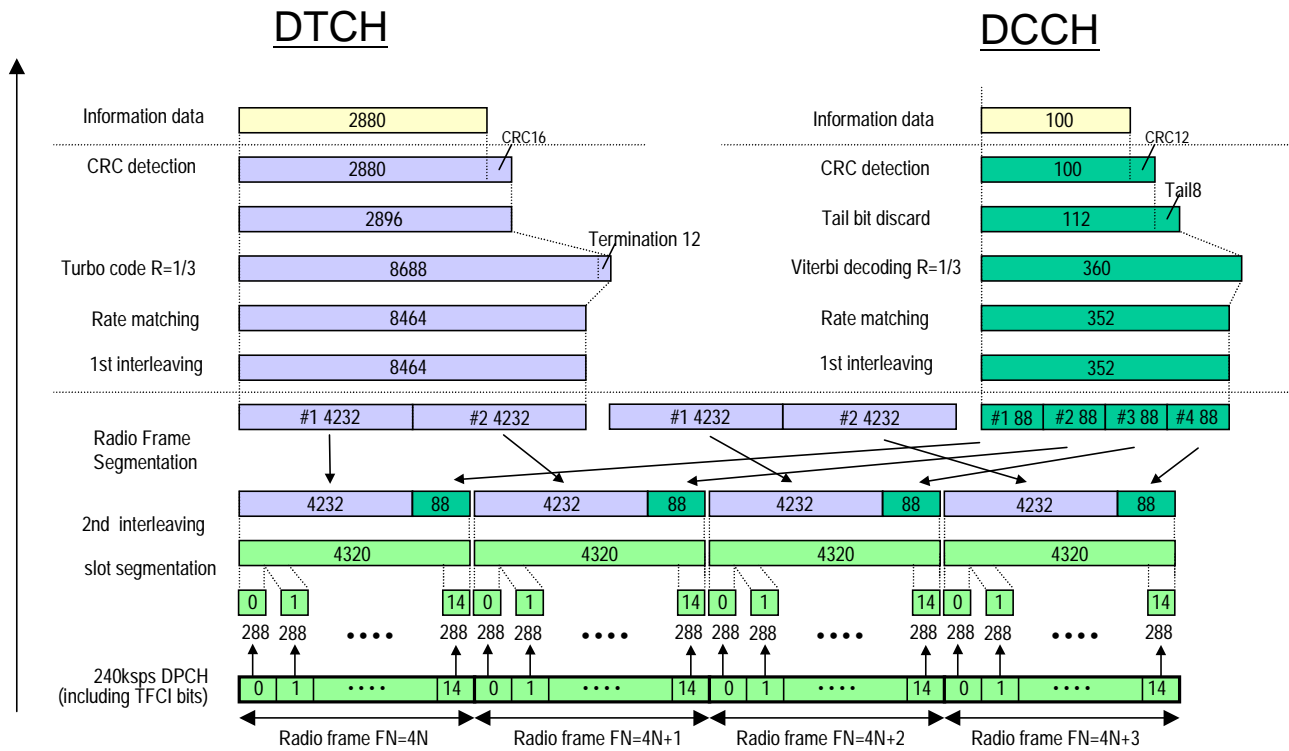 DTCH DCCH
Information data 2880 Information data 100
CRC16 CRC12
CRC detection 2880 CRC detection 100
Tail8
2896 Tail bit discard 112
Termination 12
Turbo code R=1/3 8688 Viterbi decoding R=1/3 360
Rate matching 8464 Rate matching 352
1st interleaving 8464 1st interleaving 352
#1 4232 #2 4232 #1 4232 #2 4232 #1 88 #2 88 #3 88 #4 88
Radio Frame
Segmentation
4232 88 4232 88 4232 88 4232 88
2nd interleaving
4320 4320 4320 4320
slot segmentation
0 1 14 0 1 14 0 1 14 0 1 14
288 288 •••• 288 288 288 •••• 288 288 288 •••• 288 288 288 •••• 288
240ksps DPCH
(including TFCI bits)
0 1 •••• 14 0 1 •••• 14 0 1 •••• 14 0 1 •••• 14
Radio frame FN=4N Radio frame FN=4N+1 Radio frame FN=4N+2 Radio frame FN=4N+3